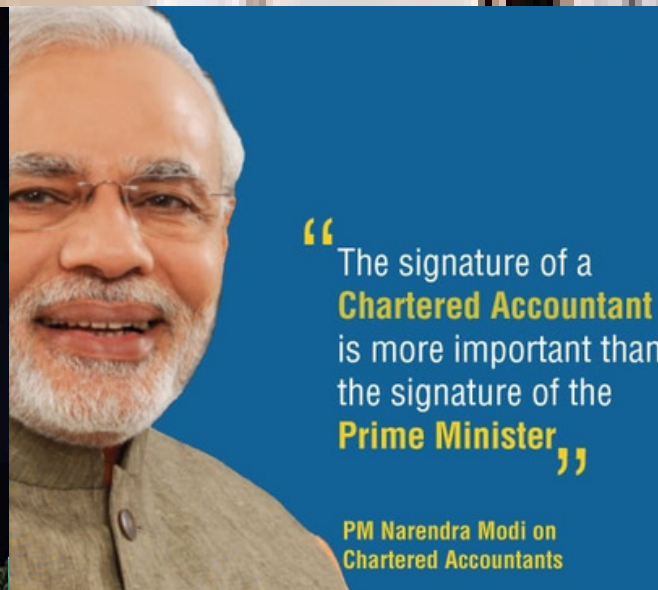 “
The signature of a
Chartered Accountant
is more important than
the signature of the
Prime Minister„
PM Narendra Modi on
Chartered Accountants